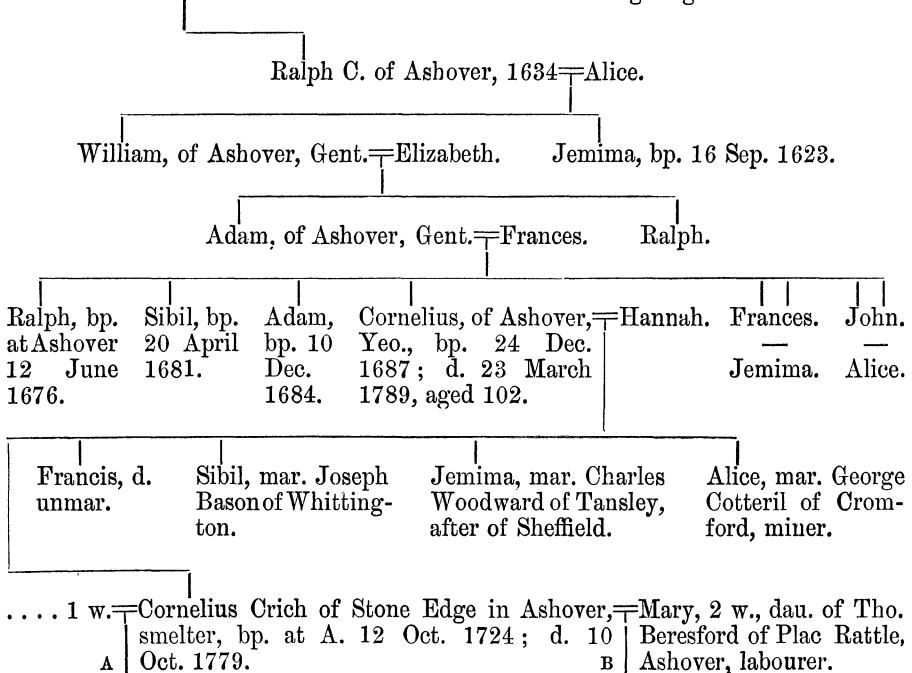 Ralph C. of Ashover, 1634=Alice.
William, of Ashover, Gent.=Elizabeth. Jemima, bp. 16 Sep. 1623.
Adam, of Ashover, Gent.=Frances. Ralph.
Ralph, bp. at Ashover 12 June 1676.
Sibil, bp. 20 April 1681.
Adam, bp. 10 Dec. 1684.
Cornelius, of Ashover,=Hannah.
Yeo., bp. 24 Dec.
1687; d. 23 March
1789, aged 102.
Frances.
—
Jemima.
John.
—
Alice.
Francis, d.
unmar.
Sibil, mar. Joseph
Bason of Whitting-
ton.
Jemima, mar. Charles
Woodward of Tansley,
after of Sheffield.
Alice, mar. George
Cotteril of Crom-
ford, miner.
.... 1 w.=Cornelius Crich of Stone Edge in Ashover,=Mary, 2 w., dau. of Tho.
smelter, bp. at A. 12 Oct. 1724; d. 10 Beresford of Plac Rattle,
A Oct. 1779. B Ashover, labourer.